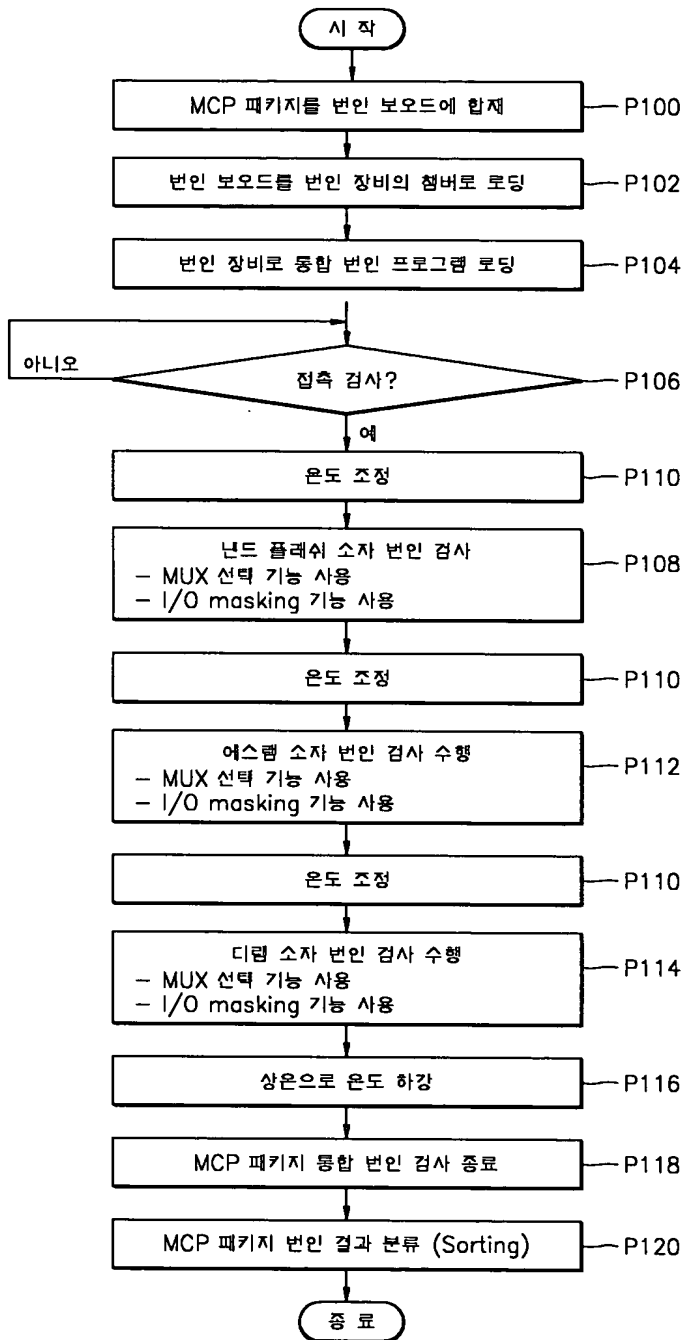 시 작
MCP 패키지를 번인 보오드에 합재
P100
번인 보오드를 번인 장비의 챔버로 로딩
P102
번인 장비로 통합 번인 프로그램 로딩
P104
아니오
접촉 검사?
P106
예
온도 조정
P110
낸드 플래쉬 소자 번인 검사
- MUX 선택 기능 사용
- I/O masking 기능 사용
P108
온도 조정
P110
에스램 소자 번인 검사 수행
- MUX 선택 기능 사용
- I/O masking 기능 사용
P112
온도 조정
P110
디램 소자 번인 검사 수행
- MUX 선택 기능 사용
- I/O masking 기능 사용
P114
상온으로 온도 하강
P116
MCP 패키지 통합 번인 검사 종료
P118
MCP 패키지 번인 결과 분류 (Sorting)
P120
종 료